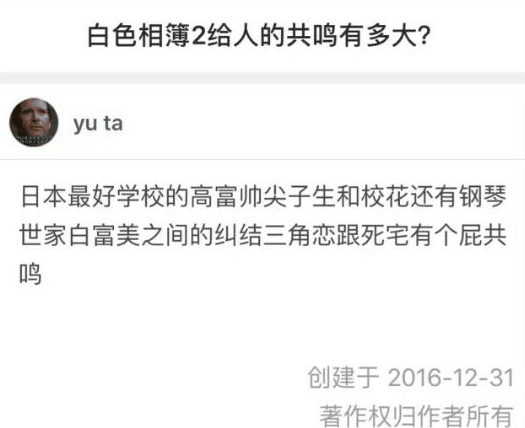 白色相簿2给人的共鸣有多大?
yu ta
日本最好学校的高富帅尖子生和校花还有钢琴
世家白富美之间的纠结三角恋跟死宅有个屁共
鸣
创建于 2016-12-31
著作权归作者所有